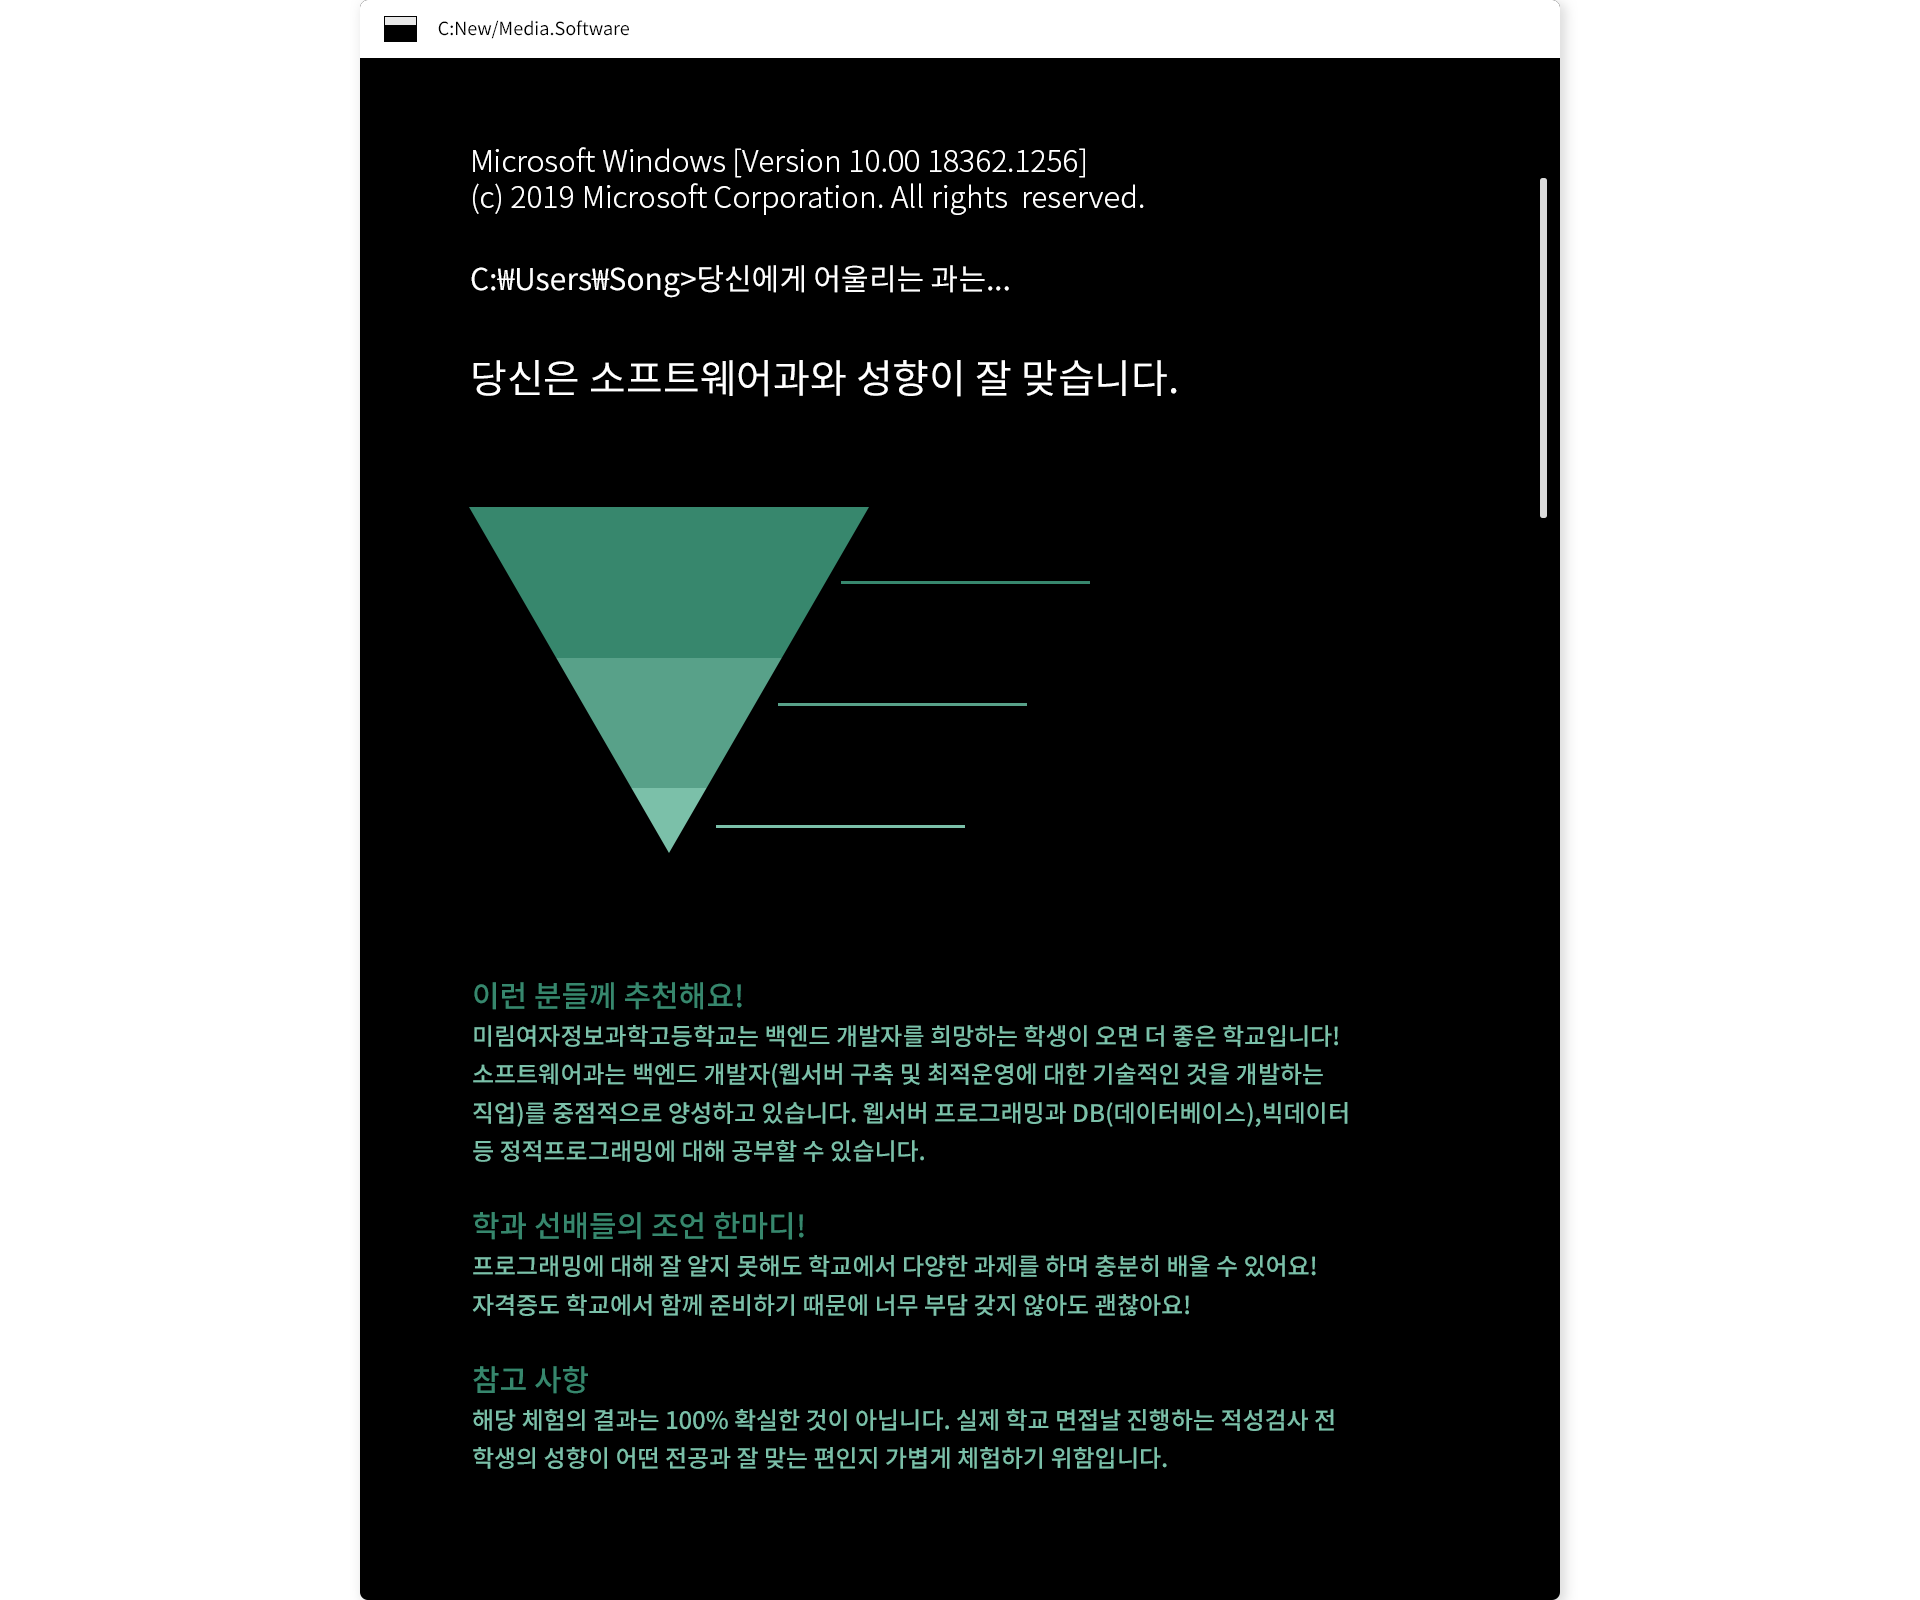 C:New/Media.Software
Microsoft Windows [Version 10.00 18362.1256]
(c) 2019 Microsoft Corporation. All rights reserved.
C:₩Users₩Song>당신에게 어울리는 과는...
당신은 소프트웨어과와 성향이 잘 맞습니다.
이런 분들께 추천해요!
미림여자정보과학고등학교는 백엔드 개발자를 희망하는 학생이 오면 더 좋은 학교입니다!
소프트웨어과는 백엔드 개발자(웹서버 구축 및 최적운영에 대한 기술적인 것을 개발하는
직업)를 중점적으로 양성하고 있습니다. 웹서버 프로그래밍과 DB(데이터베이스),빅데이터
등 정적프로그래밍에 대해 공부할 수 있습니다.
학과 선배들의 조언 한마디!
프로그래밍에 대해 잘 알지 못해도 학교에서 다양한 과제를 하며 충분히 배울 수 있어요!
자격증도 학교에서 함께 준비하기 때문에 너무 부담 갖지 않아도 괜찮아요!
참고 사항
해당 체험의 결과는 100% 확실한 것이 아닙니다. 실제 학교 면접날 진행하는 적성검사 전
학생의 성향이 어떤 전공과 잘 맞는 편인지 가볍게 체험하기 위함입니다.